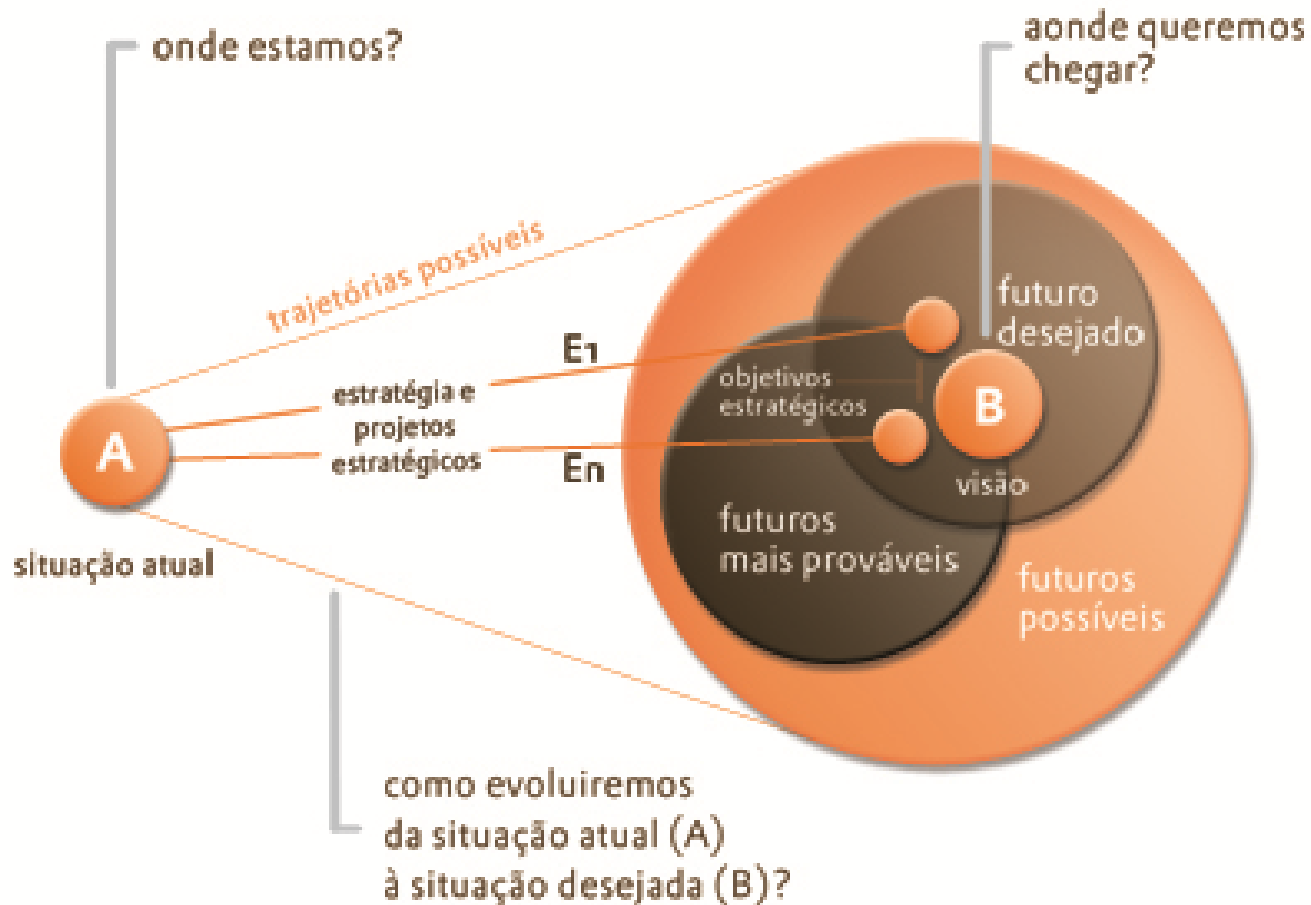 onde estamos?
aonde queremos
chegar?
trajetórias possíveis
futuro
desejado
E1
objetivos
estratégicos
estratégia e
projetos
estratégicos
A
B
En
visão
futuros
mais prováveis
situação atual
futuros
possíveis
como evoluiremos
da situação atual (A)
à situação desejada (B)?